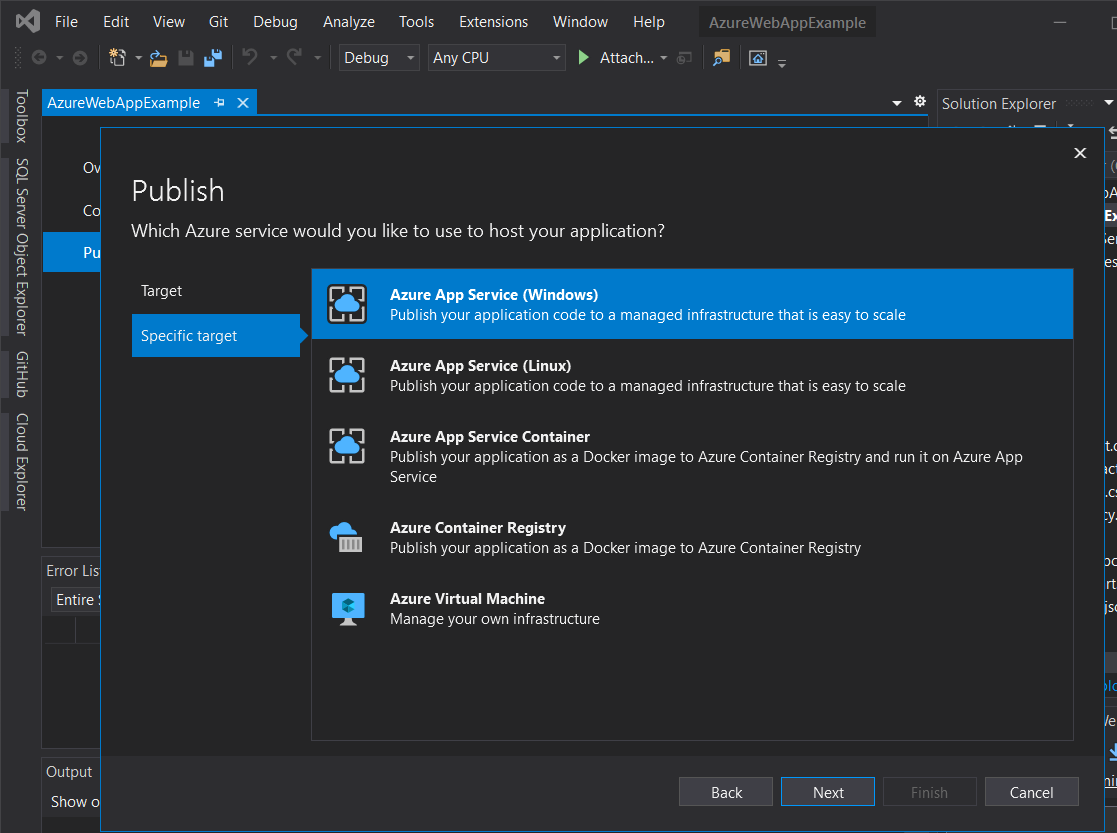 File Edit View Git Debug Analyze Tools Extensions Window Help AzureWebAppExample
Debug Any CPU Attach...
Toolbox
SQL Server Object Explorer
GitHub
Cloud Explorer
AzureWebAppExample
Solution Explorer
Ov
Co
Pu
Publish
Which Azure service would you like to use to host your application?
Target
Specific target
Azure App Service (Windows)
Publish your application code to a managed infrastructure that is easy to scale
Azure App Service (Linux)
Publish your application code to a managed infrastructure that is easy to scale
Azure App Service Container
Publish your application as a Docker image to Azure Container Registry and run it on Azure App
Service
Azure Container Registry
Publish your application as a Docker image to Azure Container Registry
Azure Virtual Machine
Manage your own infrastructure
Error Lis
Entire
Output
Show o
Back Next Finish Cancel